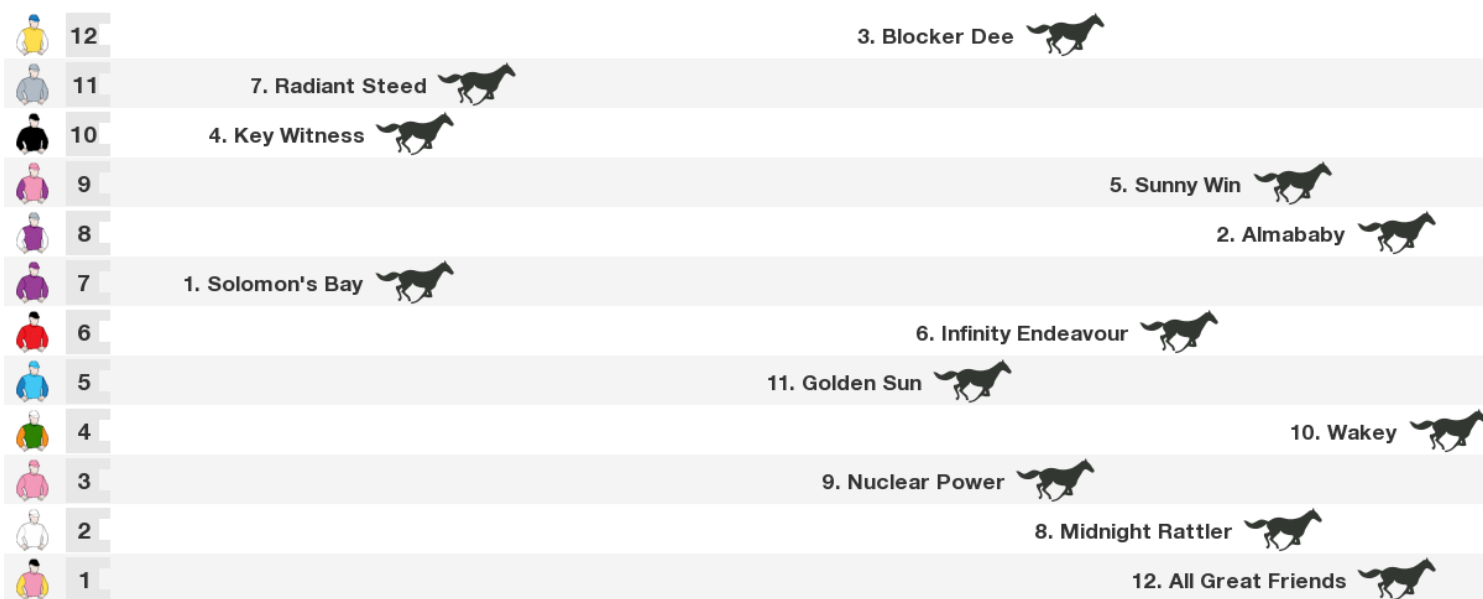 12 3. Blocker Dee
11 7. Radiant Steed
10 4. Key Witness
9 5. Sunny Win
8 2. Almababy
7 1. Solomon's Bay
6 6. Infinity Endeavour
5 11. Golden Sun
4 10. Wakey
3 9. Nuclear Power
2 8. Midnight Rattler
1 12. All Great Friends